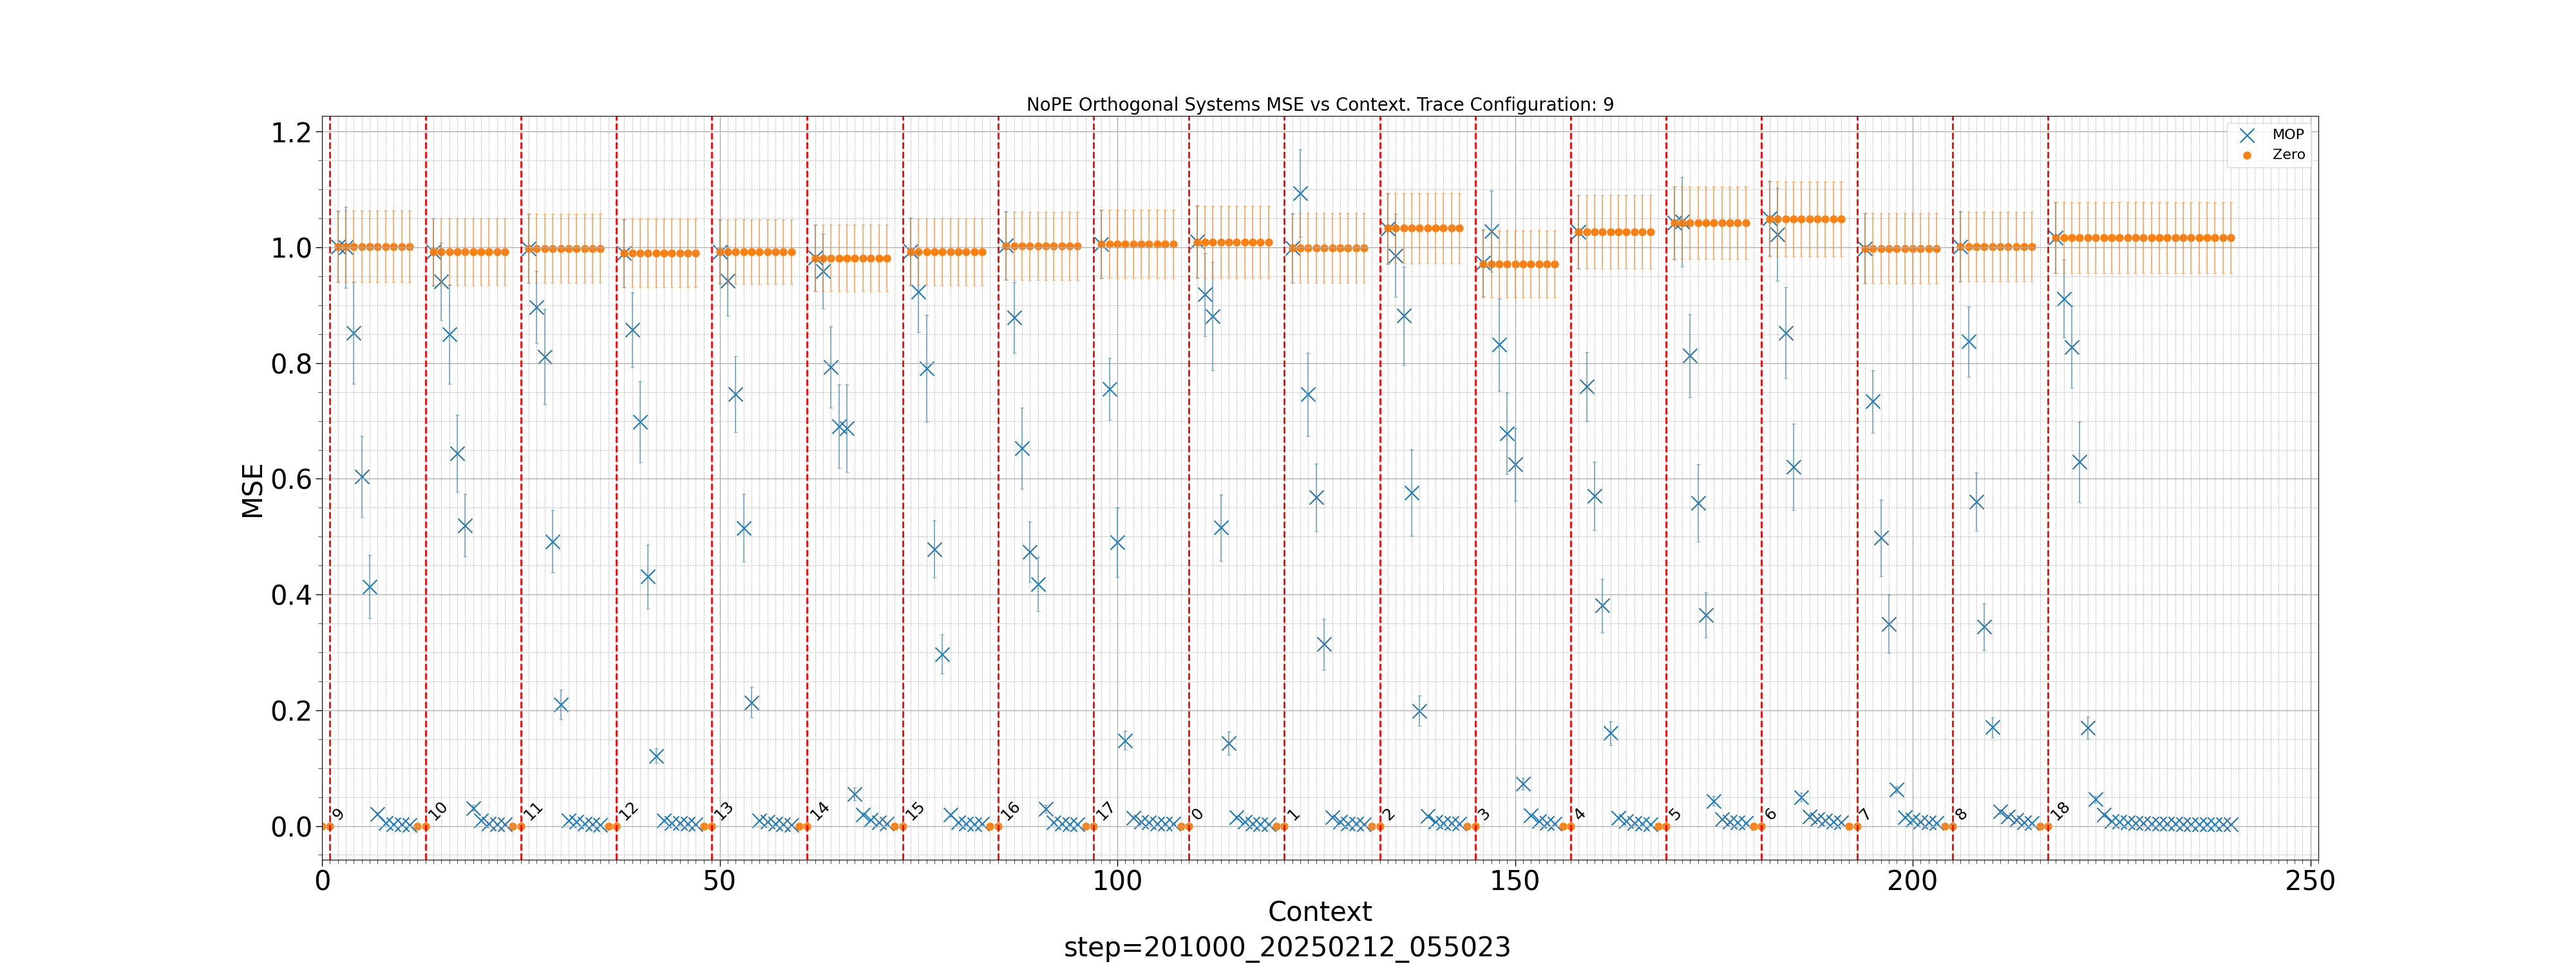 NoPE Orthogonal Systems MSE vs Context. Trace Configuration: 9
MOP
Zero
MSE
1.2
1.0
0.8
0.6
0.4
0.2
0.0
9 10 11 12 13 14 15 16 17 0 1 2 3 4 5 6 7 8 18
0 50 100 150 200 250
Context
step=201000_20250212_055023